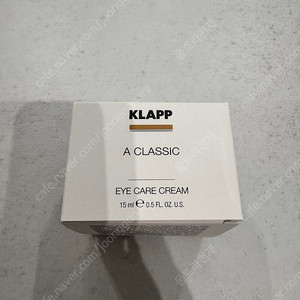 KLAPP
A CLASSIC
EYE CARE CREAM
15 ml ℮ 0.5 FL. OZ. U.S.